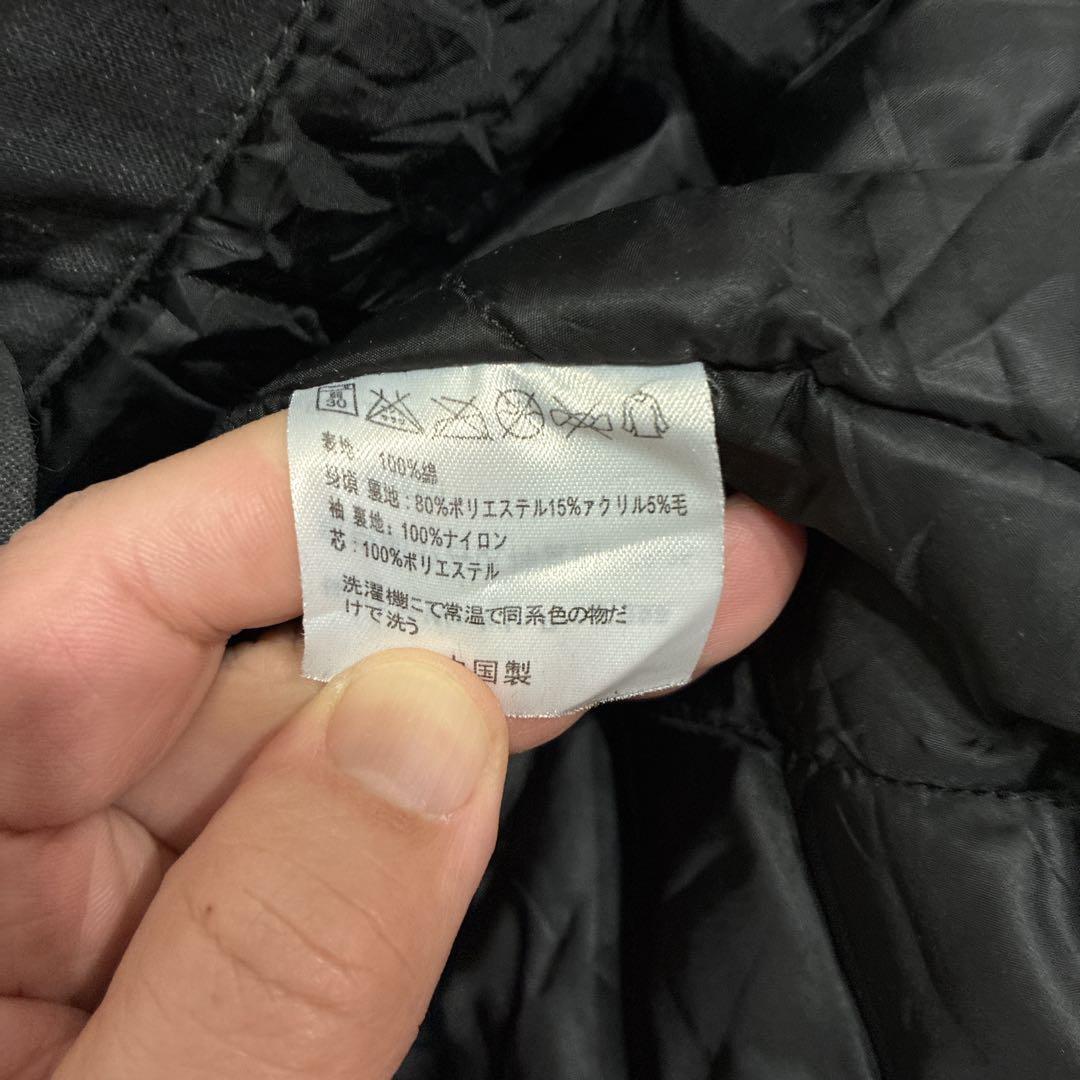 弱
30
表地 100%綿
身頃 裏地:80%ポリエステル15%アクリル5%毛
袖 裏地:100%ナイロン
芯:100%ポリエステル
洗濯機にて常温で同系色の物だ
けで洗う
中国製